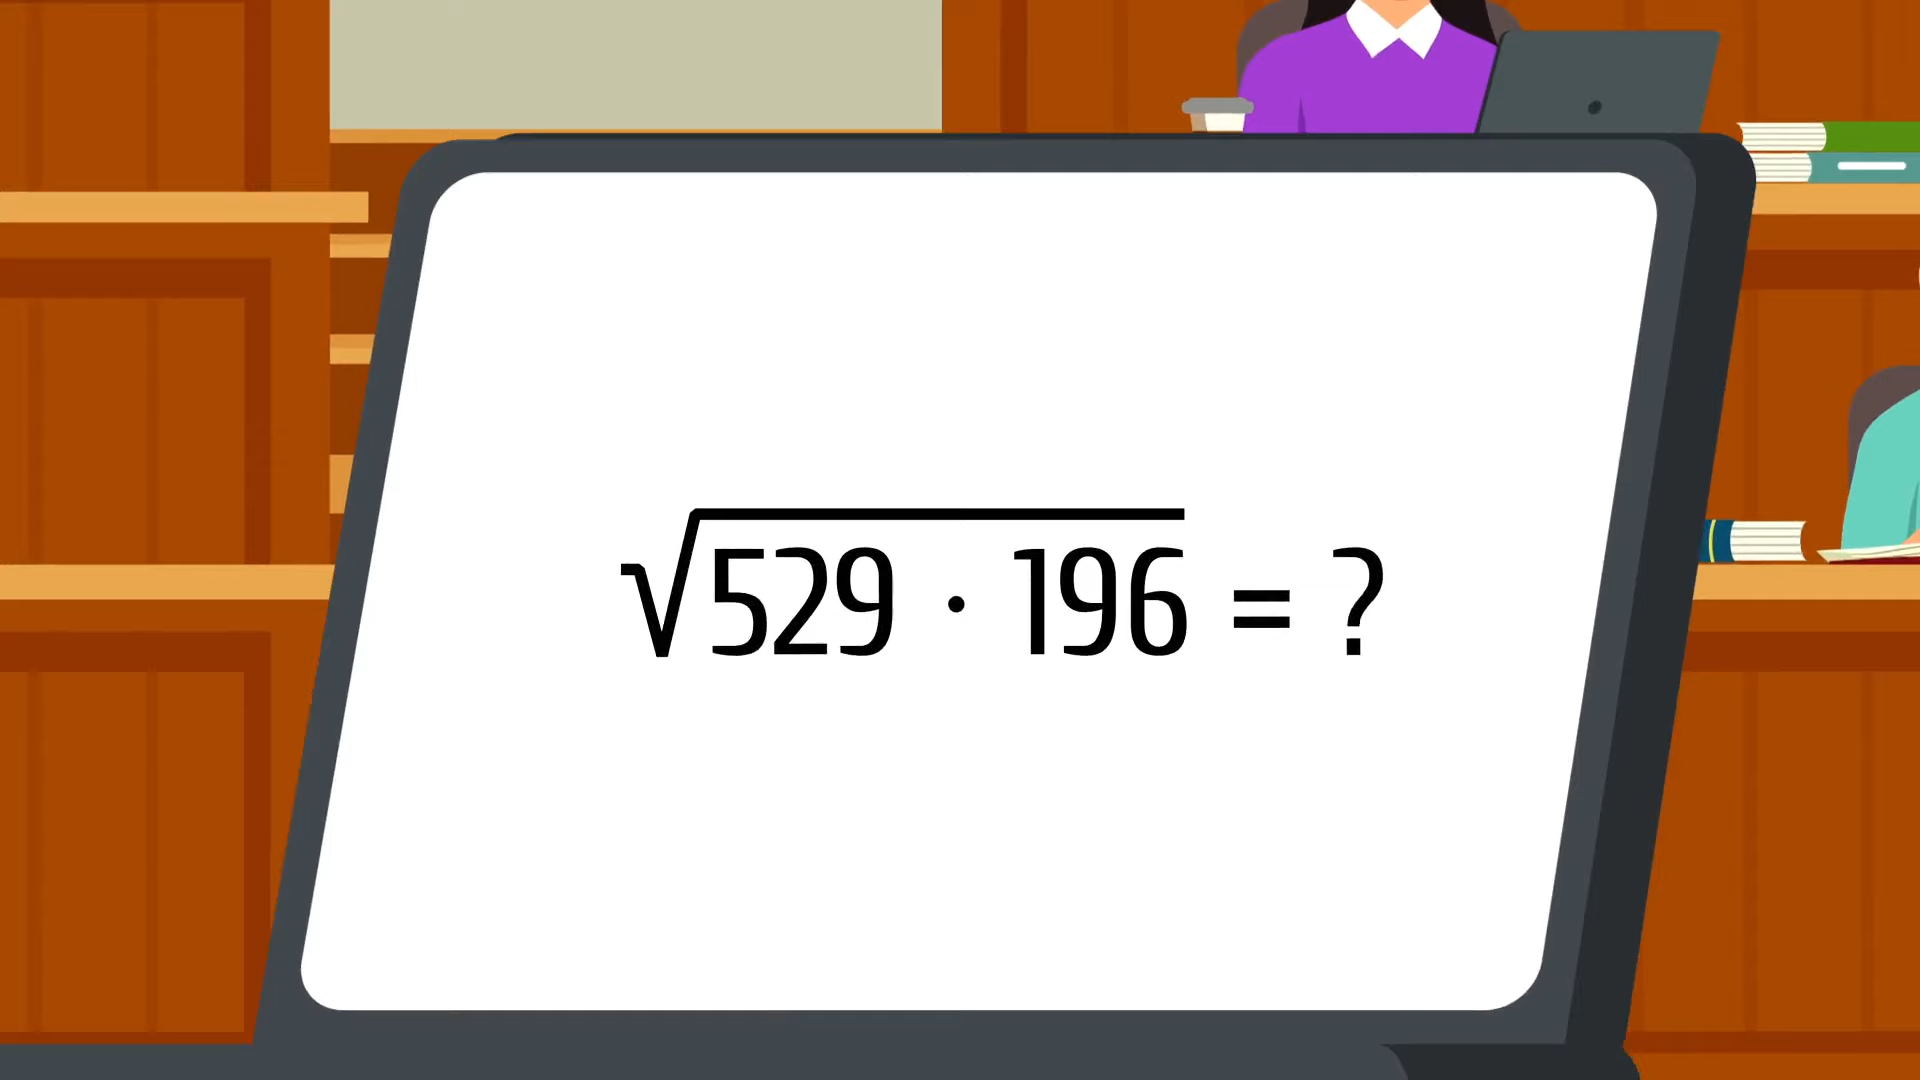 √529 · 196 = ?